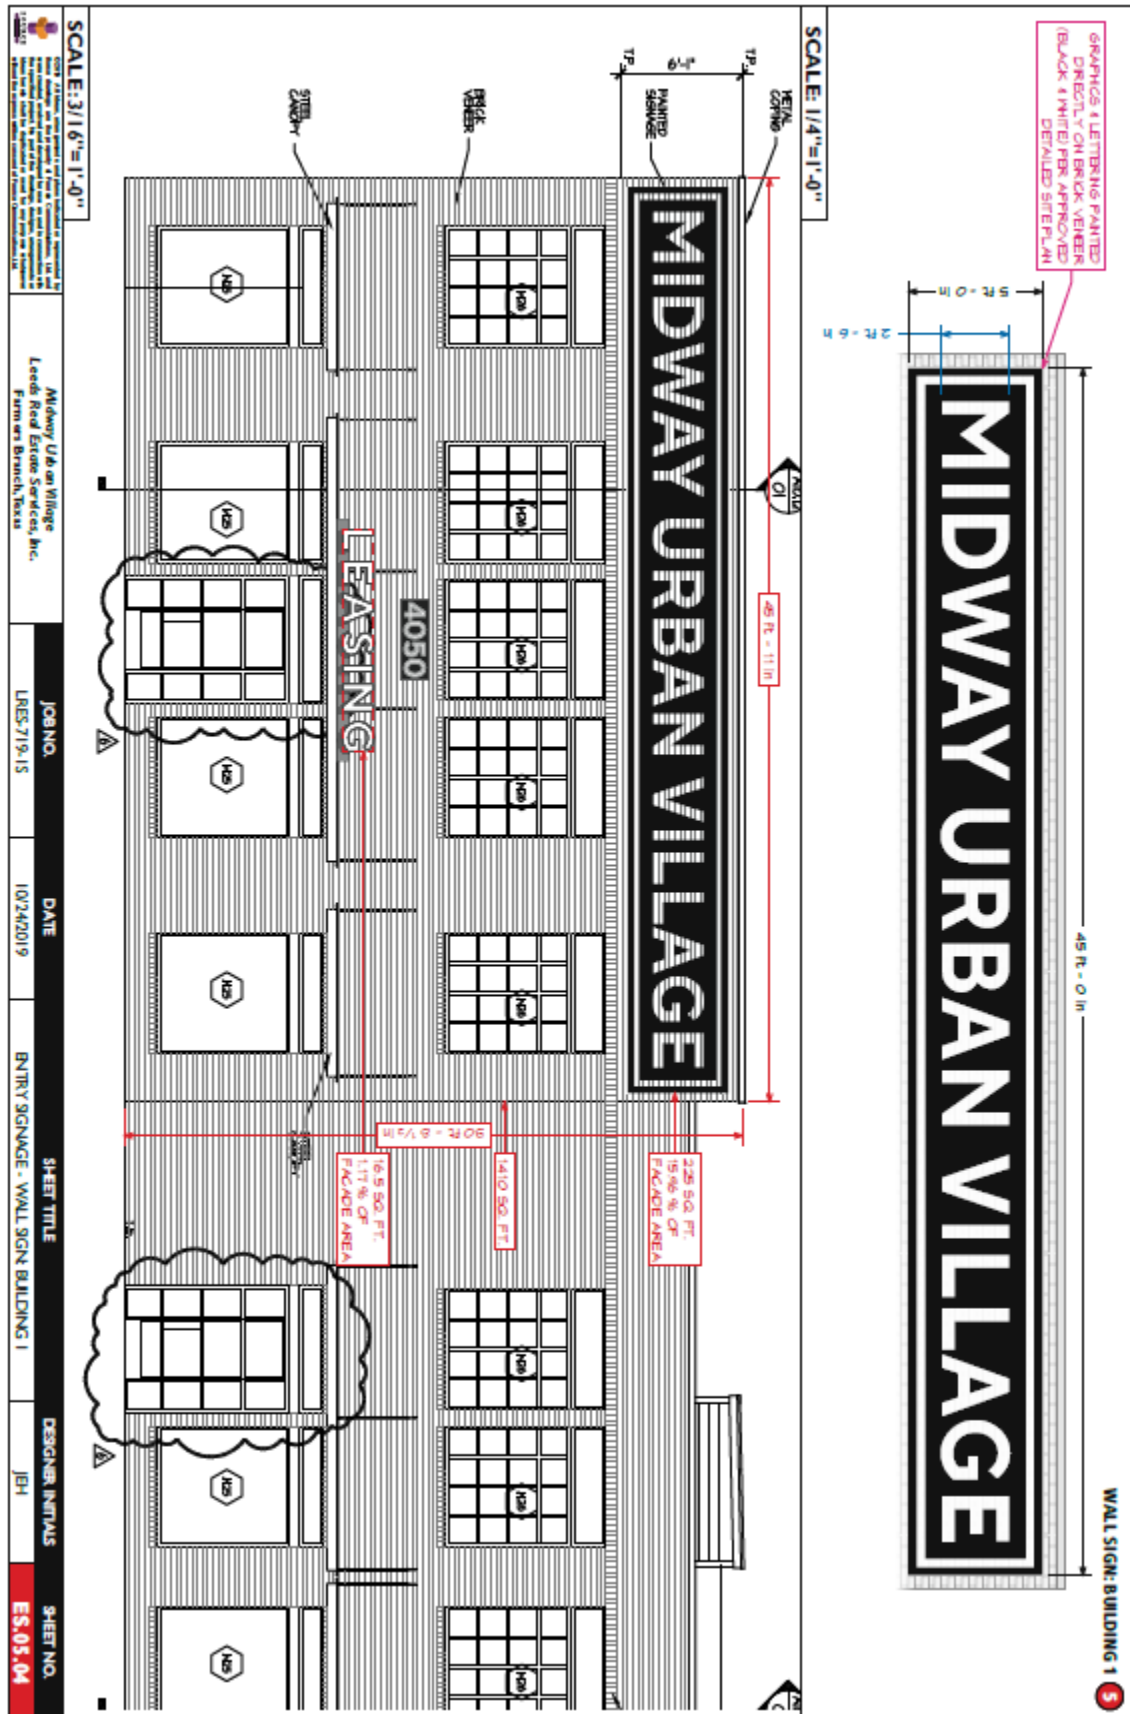 WALL SIGN: BUILDING 1 5
GRAPHICS & LETTERING PAINTED
DIRECTLY ON BRICK VENEER
(BLACK & WHITE) PER APPROVED
DETAILED SITE PLAN
45 Ft - 0 in
5 Ft - 0 in
2 Ft - 6 in
MIDWAY URBAN VILLAGE
SCALE: 1/4"= 1'-0"
METAL
COPING
T.P.
6'-1"
T.P.
PAINTED
SIGNAGE
BRICK
VENEER
STEEL
CANOPY
45 Ft - 11 in
01
MIDWAY URBAN VILLAGE
4050
LEASING
225 SQ. FT.
15.96 % OF
FACADE AREA
1410 SQ. FT.
16.5 SQ. FT.
1.17 % OF
FACADE AREA
6
6
SCALE: 3/16"= 1'-0"
Midway Urban Village
Leeds Real Estate Services, Inc.
Farmers Branch, Texas
JOB NO.
LRES-719-15
DATE
10/24/2019
SHEET TITLE
ENTRY SIGNAGE - WALL SIGN: BUILDING 1
DESIGNER INITIALS
JEH
SHEET NO.
ES.05.04